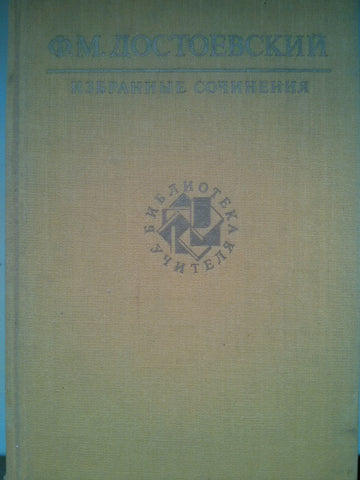 Ф.М.ДОСТОЕВСКИЙ
ИЗБРАННЫЕ СОЧИНЕНИЯ
БИБЛИОТЕКА
УЧИТЕЛЯ